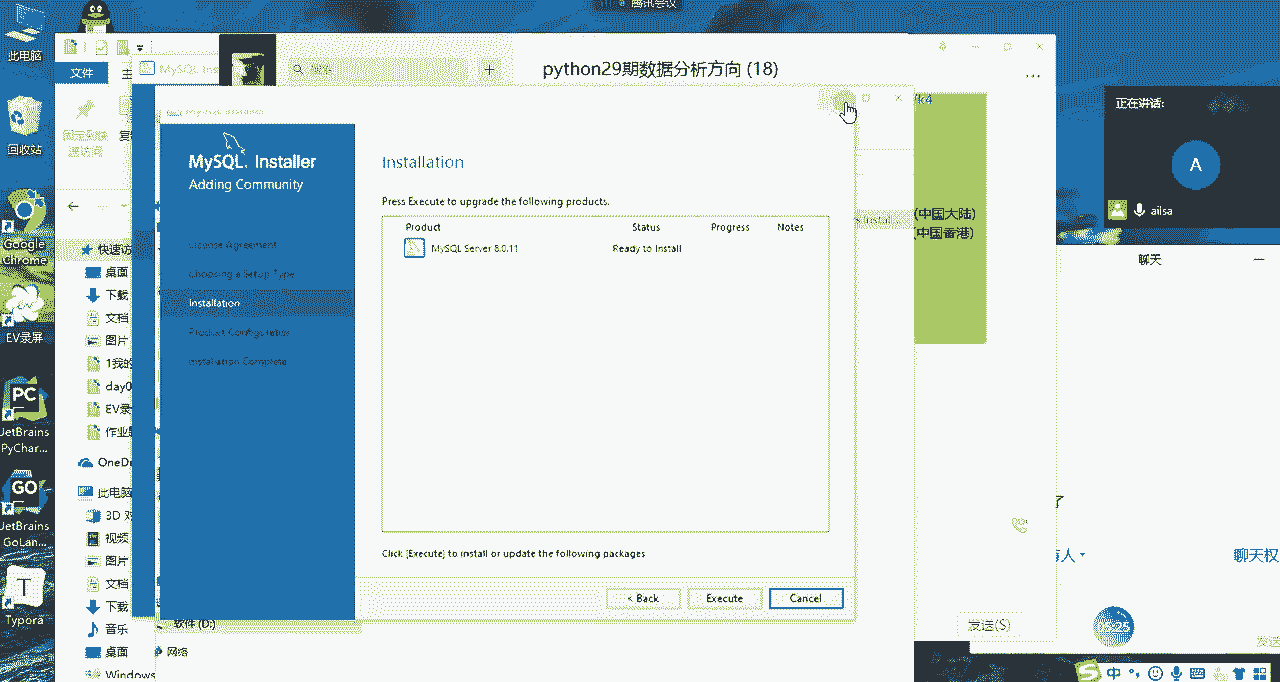 腾讯会议
此电脑
回收站
Google
Chrome
EV录屏
JetBrains
PyChar...
JetBrains
GoLan...
Typora
文件
固定到快
速访问
MySQL Ins
python29期数据分析方向 (18)
/k4
(中国大陆)
(中国香港)
快速访
桌面
下载
文档
图片
1我的
day0
EV录
作业
OneDr
此电脑
3D 对
视频
图片
文档
下载
音乐
桌面
Windows
软件 (D:)
网络
MySQL. Installer
Adding Community
License Agreement
Choosing a Setup Type
Installation
Product Configuration
Installation Complete
Installation
Press Execute to upgrade the following products.
Product Status Progress Notes
MySQL Server 8.0.11 Ready to Install
Click [Execute] to install or update the following packages
< Back Execute Cancel
正在讲话:
A
ailsa
聊天
了
人
聊天权
发送(S)
发送
中